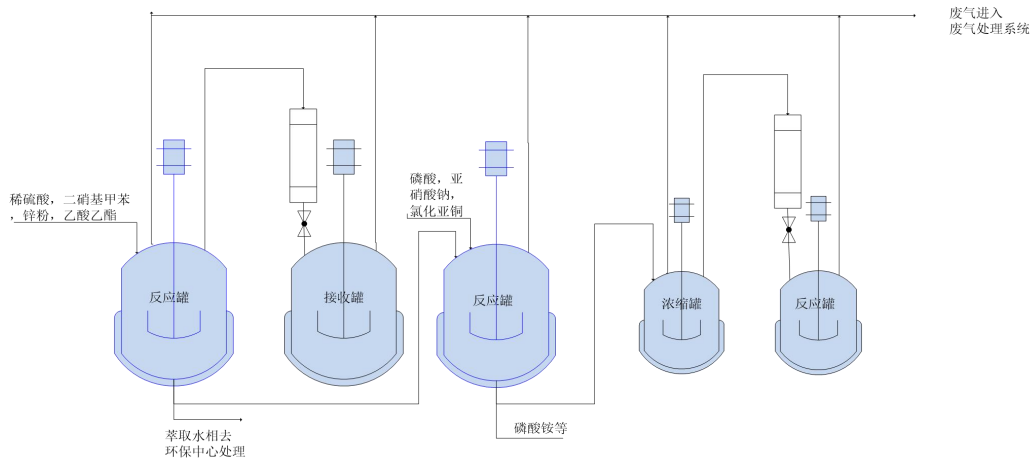 废气进入
废气处理系统
稀硫酸，二硝基甲苯
，锌粉，乙酸乙酯
磷酸，亚
硝酸钠，
氯化亚铜
反应罐
接收罐
反应罐
浓缩罐
反应罐
萃取水相去
环保中心处理
磷酸铵等